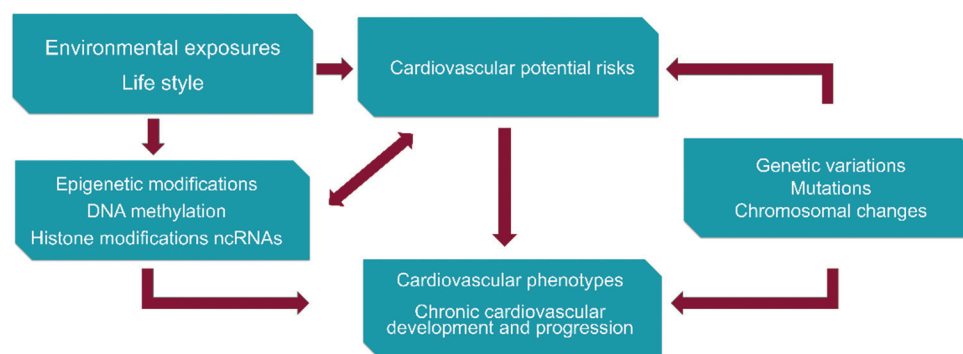 Environmental exposures
Life style
Cardiovascular potential risks
Epigenetic modifications
DNA methylation
Histone modifications ncRNAs
Genetic variations
Mutations
Chromosomal changes
Cardiovascular phenotypes
Chronic cardiovascular
development and progression